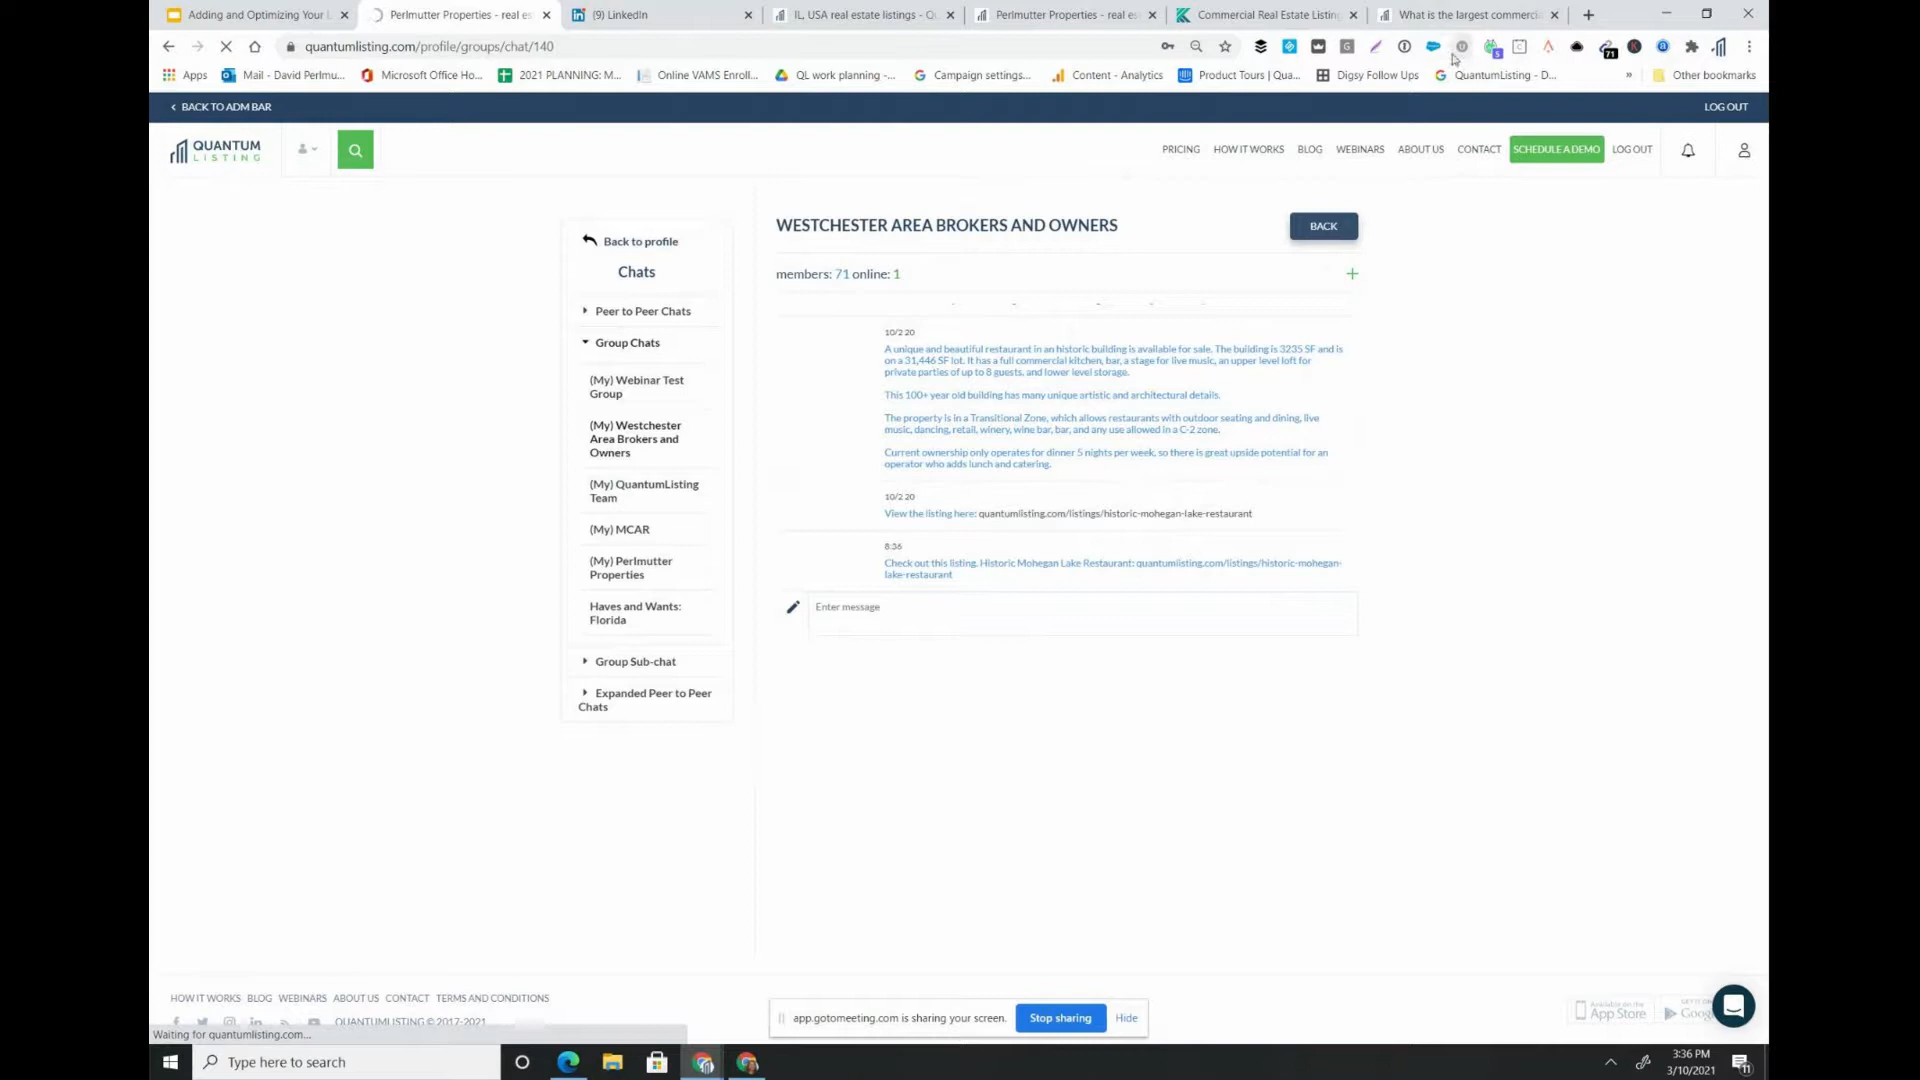 Adding and Optimizing Your L
Perlmutter Properties - real es
(9) LinkedIn
IL, USA real estate listings - Q
Perlmutter Properties - real es
Commercial Real Estate Listing
What is the largest commerci
quantumlisting.com/profile/groups/chat/140
Apps
Mail - David Perlmu...
Microsoft Office Ho...
2021 PLANNING: M...
Online VAMS Enroll...
QL work planning -...
Campaign settings...
Content - Analytics
Product Tours | Qua...
Digsy Follow Ups
QuantumListing - D...
» Other bookmarks
BACK TO ADM BAR
LOG OUT
QUANTUM
LISTING
PRICING
HOW IT WORKS
BLOG
WEBINARS
ABOUT US
CONTACT
SCHEDULE A DEMO
LOG OUT
WESTCHESTER AREA BROKERS AND OWNERS
BACK
Back to profile
Chats
members: 71 online: 1
+
Peer to Peer Chats
Group Chats
(My) Webinar Test
Group
(My) Westchester
Area Brokers and
Owners
(My) QuantumListing
Team
(My) MCAR
(My) Perlmutter
Properties
Haves and Wants:
Florida
Group Sub-chat
Expanded Peer to Peer
Chats
10/2 20
A unique and beautiful restaurant in an historic building is available for sale. The building is 3235 SF and is
on a 31,446 SF lot. It has a full commercial kitchen, bar, a stage for live music, an upper level loft for
private parties of up to 8 guests, and lower level storage.
This 100+ year old building has many unique artistic and architectural details.
The property is in a Transitional Zone, which allows restaurants with outdoor seating and dining, live
music, dancing, retail, winery, wine bar, bar, and any use allowed in a C-2 zone.
Current ownership only operates for dinner 5 nights per week, so there is great upside potential for an
operator who adds lunch and catering.
10/2 20
View the listing here: quantumlisting.com/listings/historic-mohegan-lake-restaurant
8:36
Check out this listing. Historic Mohegan Lake Restaurant: quantumlisting.com/listings/historic-mohegan-
lake-restaurant
Enter message
HOW IT WORKS
BLOG
WEBINARS
ABOUT US
CONTACT
TERMS AND CONDITIONS
QUANTUMLISTING © 2017-2021
Waiting for quantumlisting.com...
app.gotomeeting.com is sharing your screen.
Stop sharing
Hide
Available on the
App Store
GET IT ON
Type here to search
3:36 PM
3/10/2021